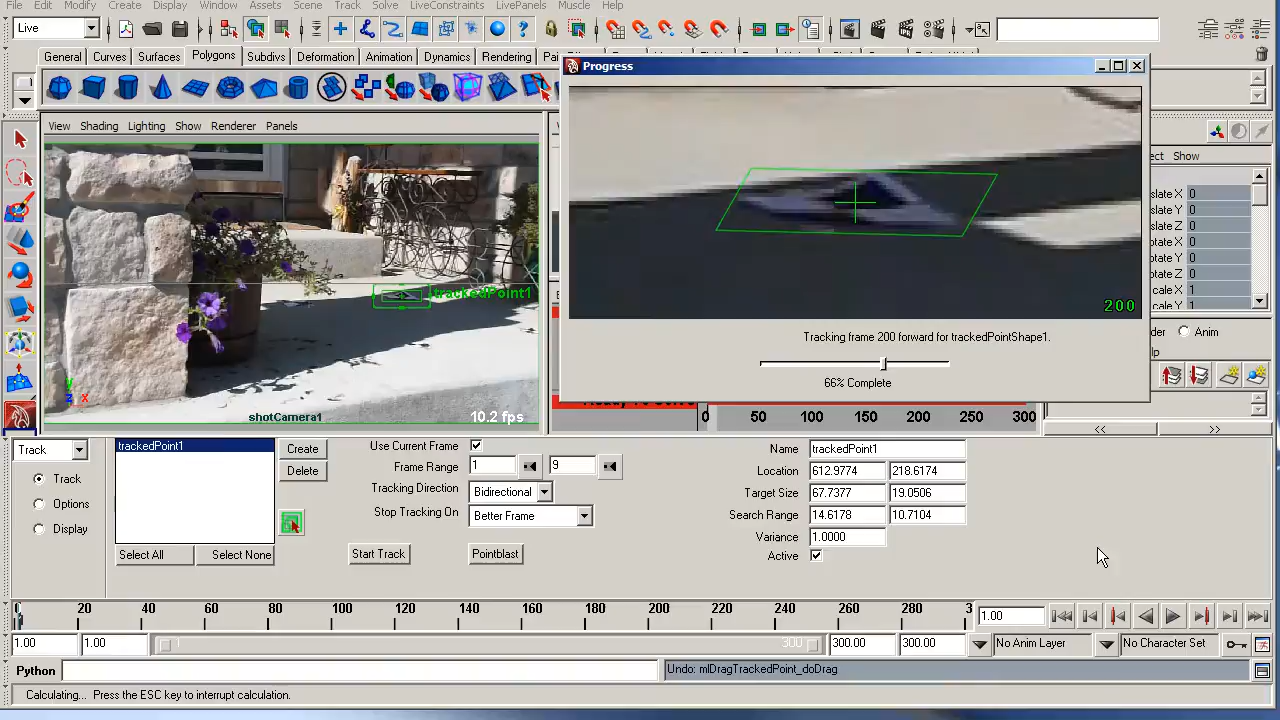 File Edit Modify Create Display Window Assets Scene Track Solve LiveConstraints LivePanels Muscle Help
Live
General Curves Surfaces Polygons Subdivs Deformation Animation Dynamics Rendering
Progress
View Shading Lighting Show Renderer Panels
trackedPoint1
shotCamera1
10.2 fps
200
Tracking frame 200 forward for trackedPointShape1.
66% Complete
Show
0
0
0
0
0
0
1
1
Anim
0 50 100 150 200 250 300
<< >>
Track
Track
Options
Display
trackedPoint1
Select All Select None
Create
Delete
Use Current Frame
Frame Range 1 9
Tracking Direction Bidirectional
Stop Tracking On Better Frame
Start Track Pointblast
Name trackedPoint1
Location 612.9774 218.6174
Target Size 67.7377 19.0506
Search Range 14.6178 10.7104
Variance 1.0000
Active
20 40 60 80 100 120 140 160 180 200 220 240 260 280 3
1.00
1.00 1.00 1 300 300.00 300.00 No Anim Layer No Character Set
Python Undo: mlDragTrackedPoint_doDrag
Calculating... Press the ESC key to interrupt calculation.